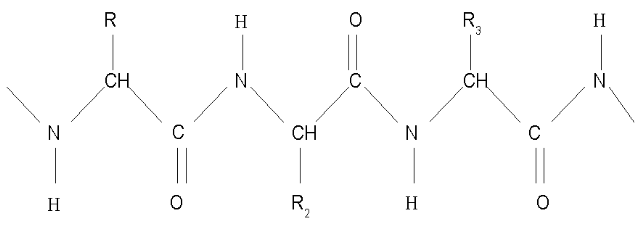 R H O R₃ H
CH N C CH N
N C CH N C
H O R₂ H O